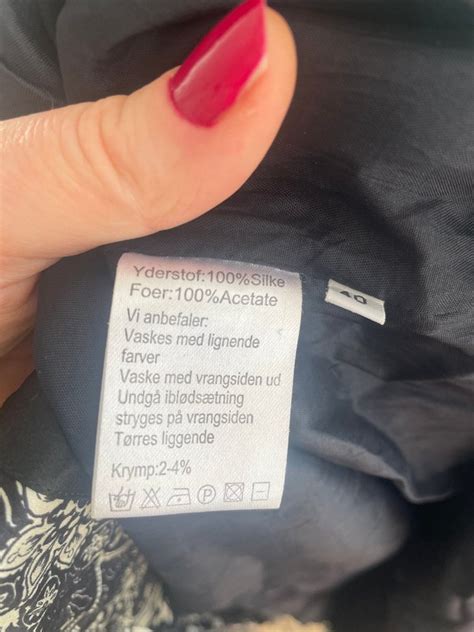 Yderstof:100%Silke
Foer:100%Acetate
Vi anbefaler:
Vaskes med lignende
farver
Vaske med vrangsiden ud
Undgå iblødsætning
stryges på vrangsiden
Tørres liggende
Krymp:2-4%
P
40